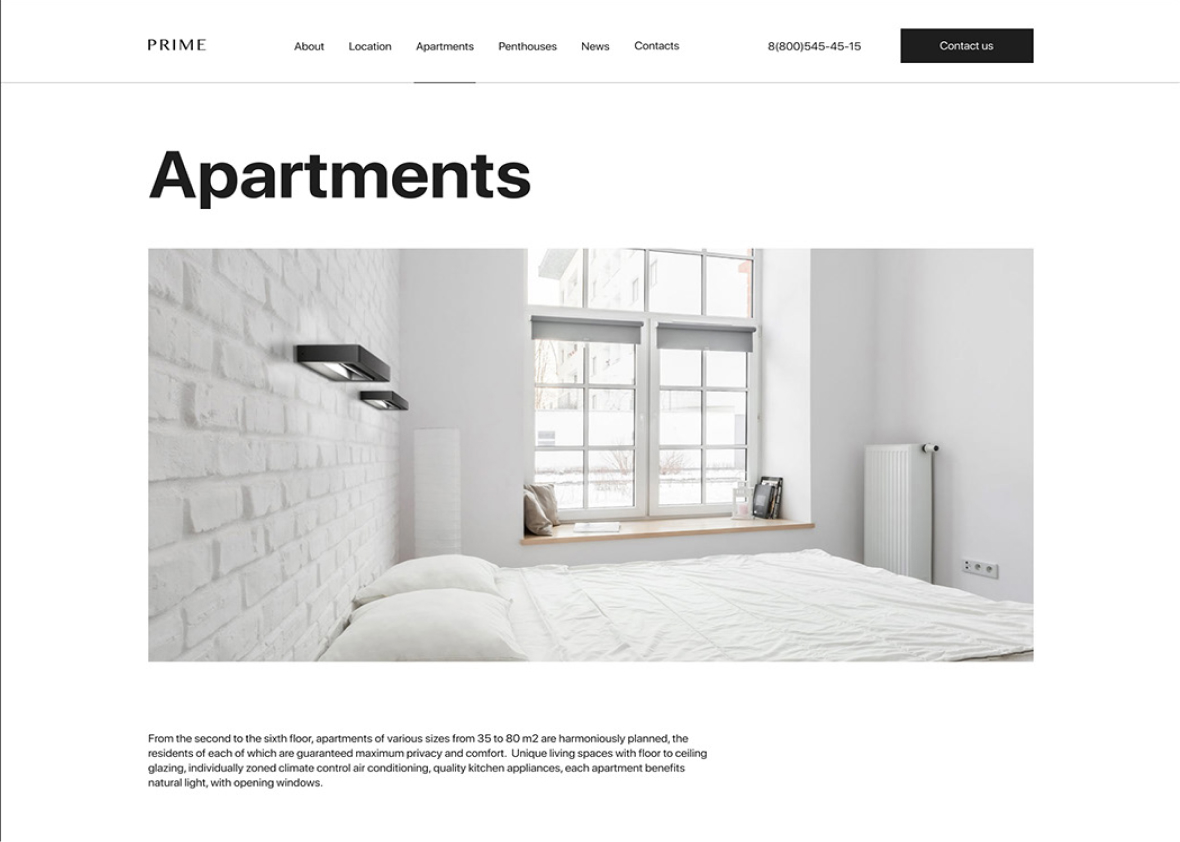 PRIME
About Location Apartments Penthouses News Contacts 8(800)545-45-15 Contact us
Apartments
From the second to the sixth floor, apartments of various sizes from 35 to 80 m2 are harmoniously planned, the
residents of each of which are guaranteed maximum privacy and comfort.  Unique living spaces with floor to ceiling
glazing, individually zoned climate control air conditioning, quality kitchen appliances, each apartment benefits
natural light, with opening windows.